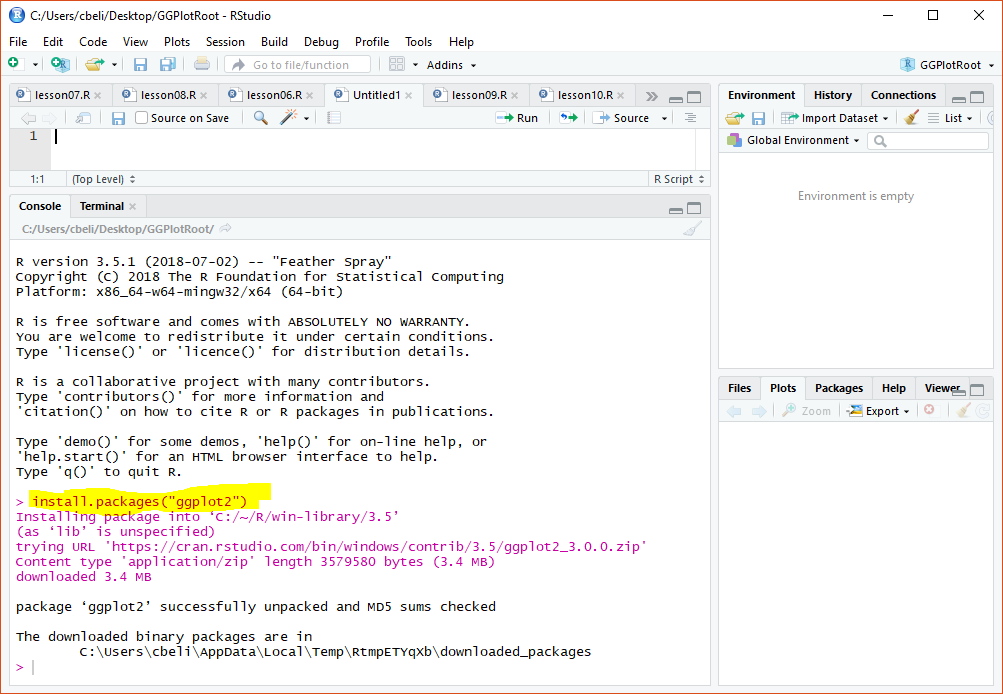 C:/Users/cbeli/Desktop/GGPlotRoot - RStudio
File Edit Code View Plots Session Build Debug Profile Tools Help
Go to file/function Addins GGPlotRoot
lesson07.R lesson08.R lesson06.R Untitled1 lesson09.R lesson10.R
Source on Save Run Source
1
1:1 (Top Level) R Script
Console Terminal
C:/Users/cbeli/Desktop/GGPlotRoot/
R version 3.5.1 (2018-07-02) -- "Feather Spray"
Copyright (C) 2018 The R Foundation for Statistical Computing
Platform: x86_64-w64-mingw32/x64 (64-bit)
R is free software and comes with ABSOLUTELY NO WARRANTY.
You are welcome to redistribute it under certain conditions.
Type 'license()' or 'licence()' for distribution details.
R is a collaborative project with many contributors.
Type 'contributors()' for more information and
'citation()' on how to cite R or R packages in publications.
Type 'demo()' for some demos, 'help()' for on-line help, or
'help.start()' for an HTML browser interface to help.
Type 'q()' to quit R.
> install.packages("ggplot2")
Installing package into ‘C:/~/R/win-library/3.5’
(as ‘lib’ is unspecified)
trying URL 'https://cran.rstudio.com/bin/windows/contrib/3.5/ggplot2_3.0.0.zip'
Content type 'application/zip' length 3579580 bytes (3.4 MB)
downloaded 3.4 MB
package ‘ggplot2’ successfully unpacked and MD5 sums checked
The downloaded binary packages are in
C:\Users\cbeli\AppData\Local\Temp\RtmpETYqXb\downloaded_packages
>
Environment History Connections
Import Dataset List
Global Environment
Environment is empty
Files Plots Packages Help Viewer
Zoom Export